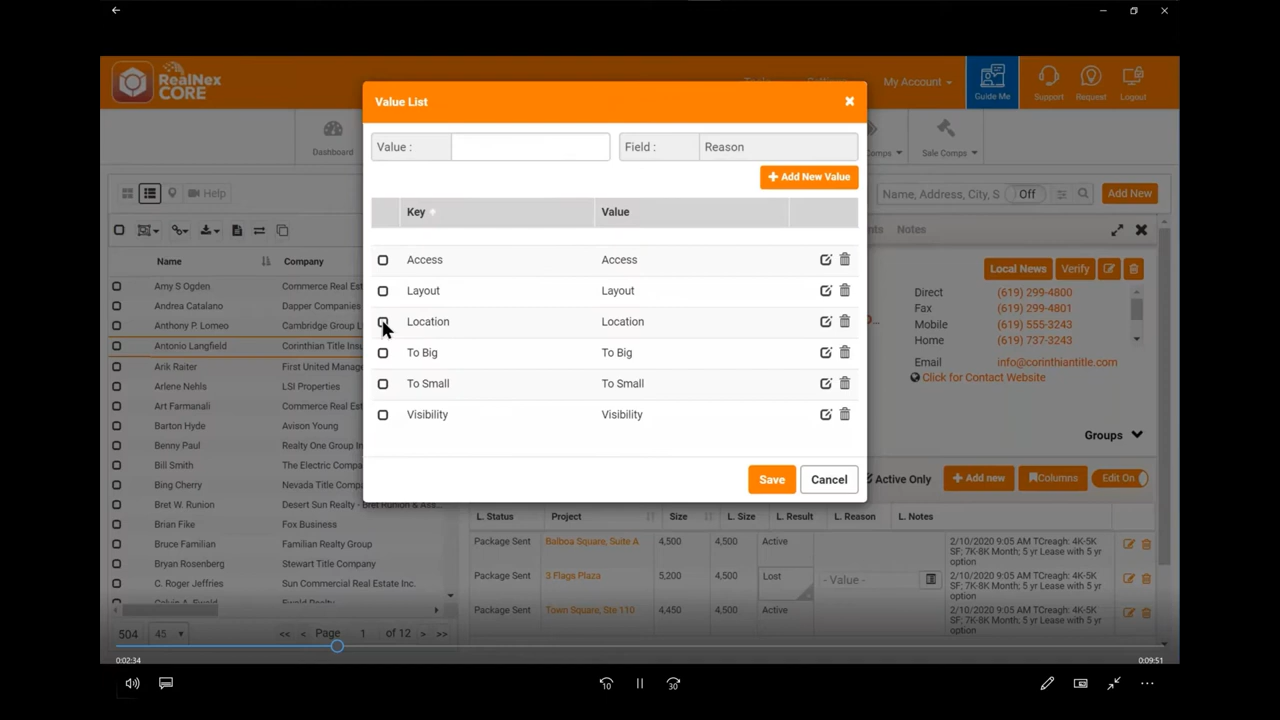 RealNex
CORE
My Account
Guide Me
Support
Request
Logout
Dashboard
Comps
Sale Comps
Value List
Value :
Field :
Reason
Add New Value
Key
Value
Access
Access
Layout
Layout
Location
Location
To Big
To Big
To Small
To Small
Visibility
Visibility
Save
Cancel
Help
Name, Address, City, S
Off
Add New
Name
Company
Amy S Ogden
Commerce Real Est
Andrea Catalano
Dapper Companies
Anthony P. Lomeo
Cambridge Group L
Antonio Langfield
Corinthian Title Insu
Arik Raiter
First United Manage
Arlene Nehls
LSI Properties
Art Farmanali
Commerce Real Est
Barton Hyde
Avison Young
Benny Paul
Realty One Group In
Bill Smith
The Electric Compa
Bing Cherry
Nevada Title Compa
Bret W. Runion
Desert Sun Realty - Bret Runion & Ass...
Brian Fike
Fox Business
Bruce Familian
Familian Realty Group
Bryan Rosenberg
Stewart Title Company
C. Roger Jeffries
Sun Commercial Real Estate Inc.
Calvin A. Ewald
Ewald Realty
504
45
<<
<
Page
1
of 12
>
>>
Notes
Local News
Verify
Direct
(619) 299-4800
Fax
(619) 299-4801
Mobile
(619) 555-3243
Home
(619) 737-3243
Email
info@corinthiantitle.com
Click for Contact Website
Groups
Active Only
Add new
Columns
Edit On
L. Status
Project
Size
L. Size
L. Result
L. Reason
L. Notes
Package Sent
Balboa Square, Suite A
4,500
4,500
Active
2/10/2020 9:05 AM TCreagh: 4K-5K
SF; 7K-8K Month; 5 yr Lease with 5 yr
option
Package Sent
3 Flags Plaza
5,200
4,500
Lost
- Value -
2/10/2020 9:05 AM TCreagh: 4K-5K
SF; 7K-8K Month; 5 yr Lease with 5 yr
option
Package Sent
Town Square, Ste 110
4,450
4,500
Active
2/10/2020 9:05 AM TCreagh: 4K-5K
SF; 7K-8K Month; 5 yr Lease with 5 yr
option
0:02:34
0:09:51
10
30